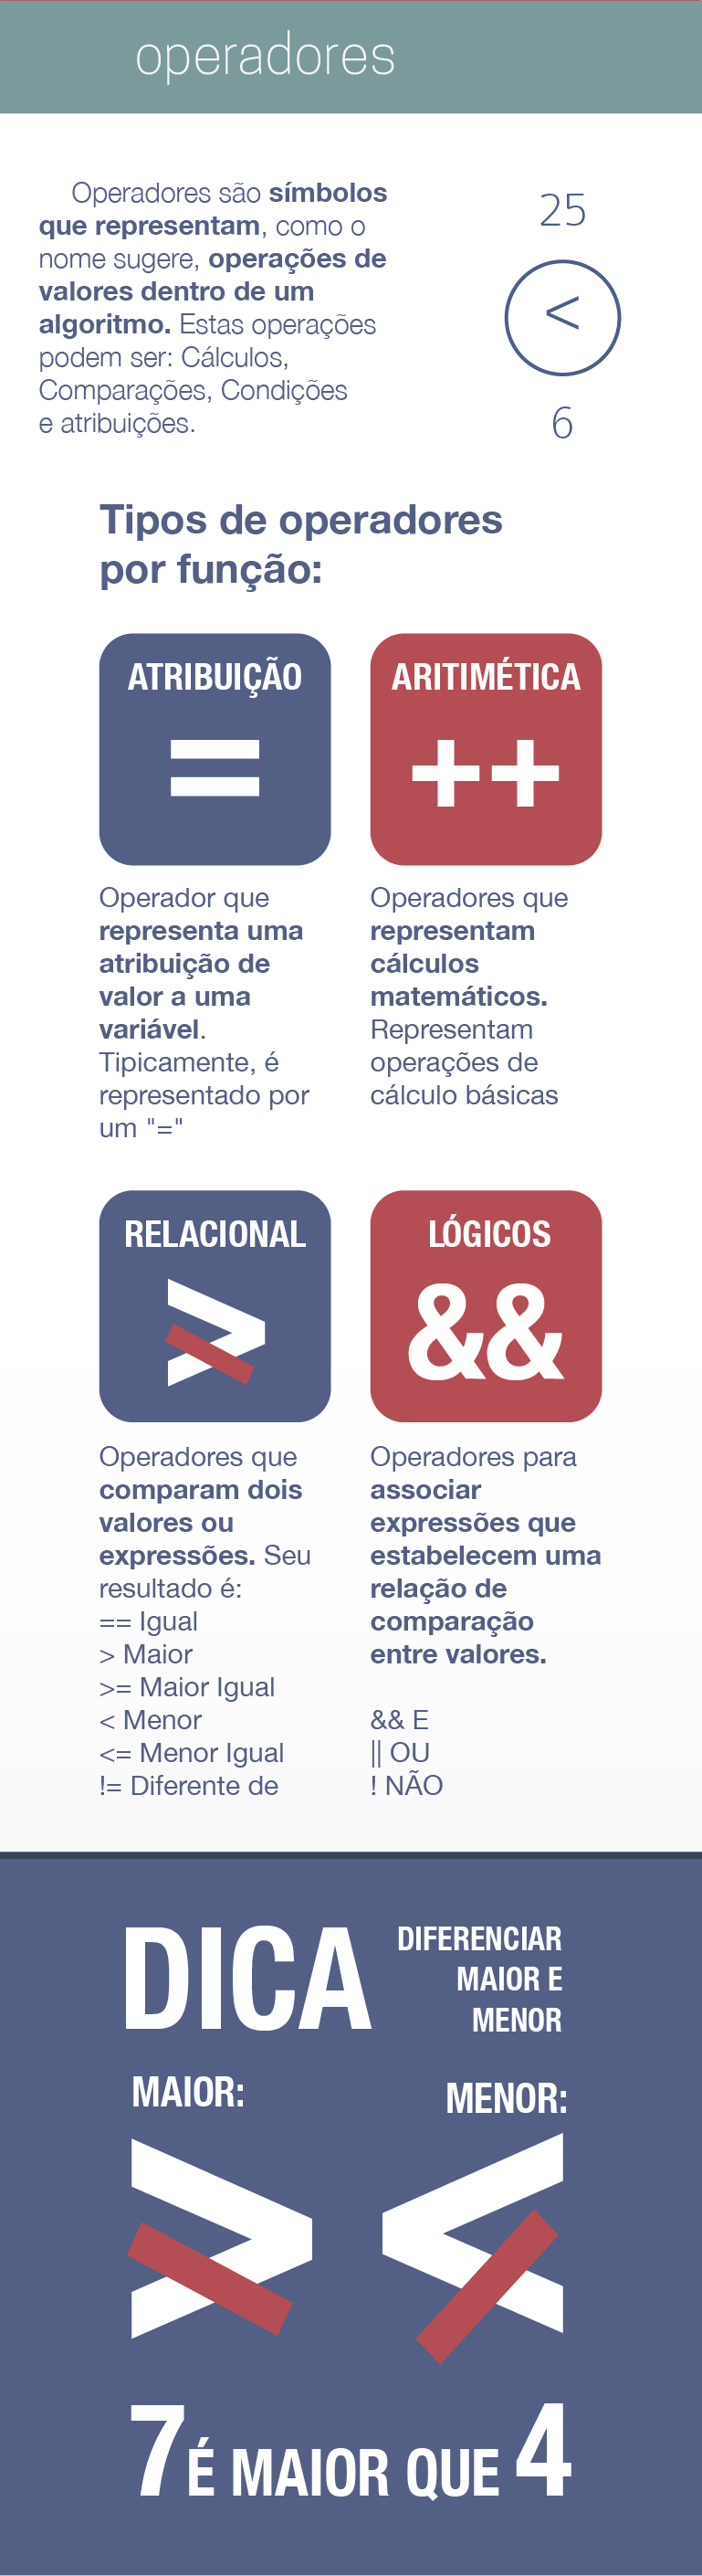 operadores
Operadores são símbolos
que representam, como o
nome sugere, operações de
valores dentro de um
algoritmo. Estas operações
podem ser: Cálculos,
Comparações, Condições
e atribuições.
25
<
6
Tipos de operadores
por função:
ATRIBUIÇÃO
=
Operador que
representa uma
atribuição de
valor a uma
variável.
Tipicamente, é
representado por
um "="
ARITIMÉTICA
++
Operadores que
representam
cálculos
matemáticos.
Representam
operações de
cálculo básicas
RELACIONAL
>
Operadores que
comparam dois
valores ou
expressões. Seu
resultado é:
== Igual
> Maior
>= Maior Igual
< Menor
<= Menor Igual
!= Diferente de
LÓGICOS
&&
Operadores para
associar
expressões que
estabelecem uma
relação de
comparação
entre valores.
&& E
|| OU
! NÃO
DICA
DIFERENCIAR
MAIOR E
MENOR
MAIOR:
>
MENOR:
<
7 É MAIOR QUE 4